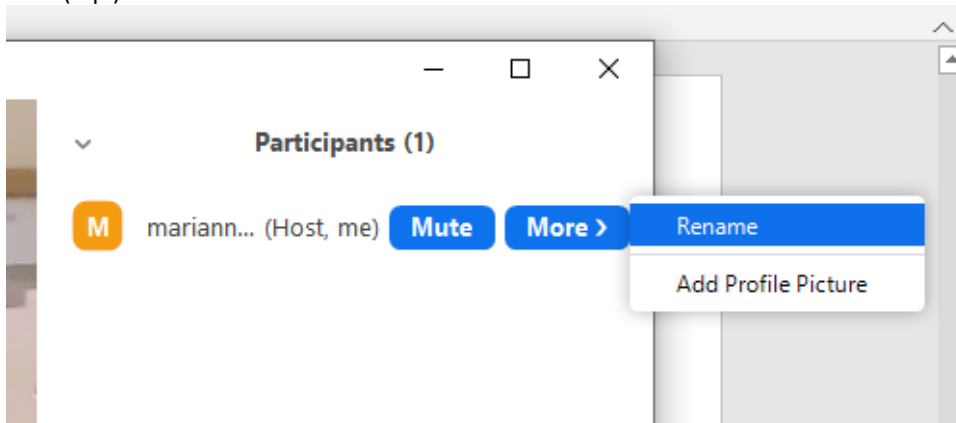 Participants (1)
M mariann... (Host, me) Mute More >
Rename
Add Profile Picture